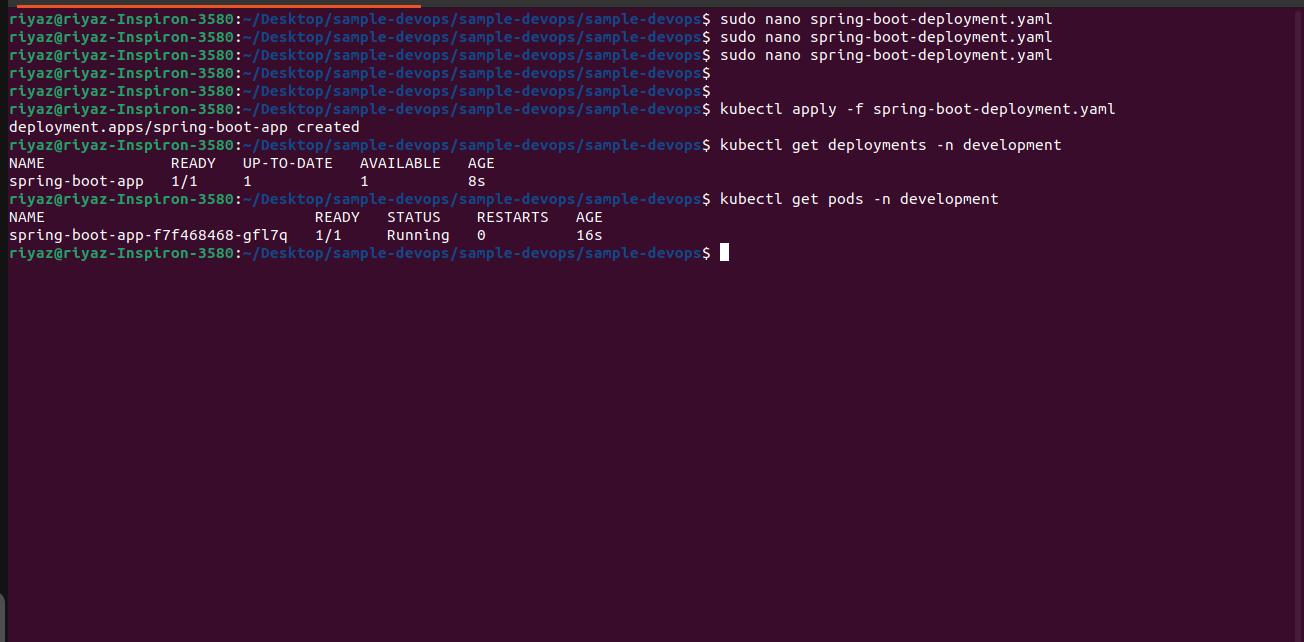 riyaz@riyaz-Inspiron-3580:~/Desktop/sample-devops/sample-devops/sample-devops$ sudo nano spring-boot-deployment.yaml
riyaz@riyaz-Inspiron-3580:~/Desktop/sample-devops/sample-devops/sample-devops$ sudo nano spring-boot-deployment.yaml
riyaz@riyaz-Inspiron-3580:~/Desktop/sample-devops/sample-devops/sample-devops$ sudo nano spring-boot-deployment.yaml
riyaz@riyaz-Inspiron-3580:~/Desktop/sample-devops/sample-devops/sample-devops$
riyaz@riyaz-Inspiron-3580:~/Desktop/sample-devops/sample-devops/sample-devops$
riyaz@riyaz-Inspiron-3580:~/Desktop/sample-devops/sample-devops/sample-devops$ kubectl apply -f spring-boot-deployment.yaml
deployment.apps/spring-boot-app created
riyaz@riyaz-Inspiron-3580:~/Desktop/sample-devops/sample-devops/sample-devops$ kubectl get deployments -n development
NAME              READY   UP-TO-DATE   AVAILABLE   AGE
spring-boot-app   1/1     1            1           8s
riyaz@riyaz-Inspiron-3580:~/Desktop/sample-devops/sample-devops/sample-devops$ kubectl get pods -n development
NAME                              READY   STATUS    RESTARTS   AGE
spring-boot-app-f7f468468-gfl7q   1/1     Running   0          16s
riyaz@riyaz-Inspiron-3580:~/Desktop/sample-devops/sample-devops/sample-devops$